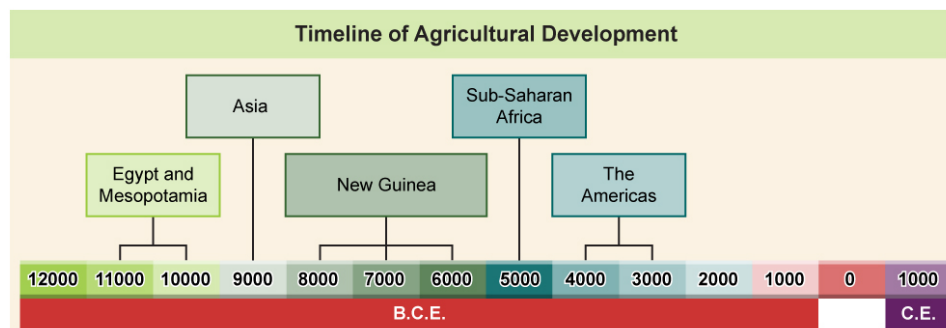 Timeline of Agricultural Development
Asia
Sub-Saharan
Africa
Egypt and
Mesopotamia
New Guinea
The
Americas
12000 11000 10000 9000 8000 7000 6000 5000 4000 3000 2000 1000 0 1000
B.C.E. C.E.